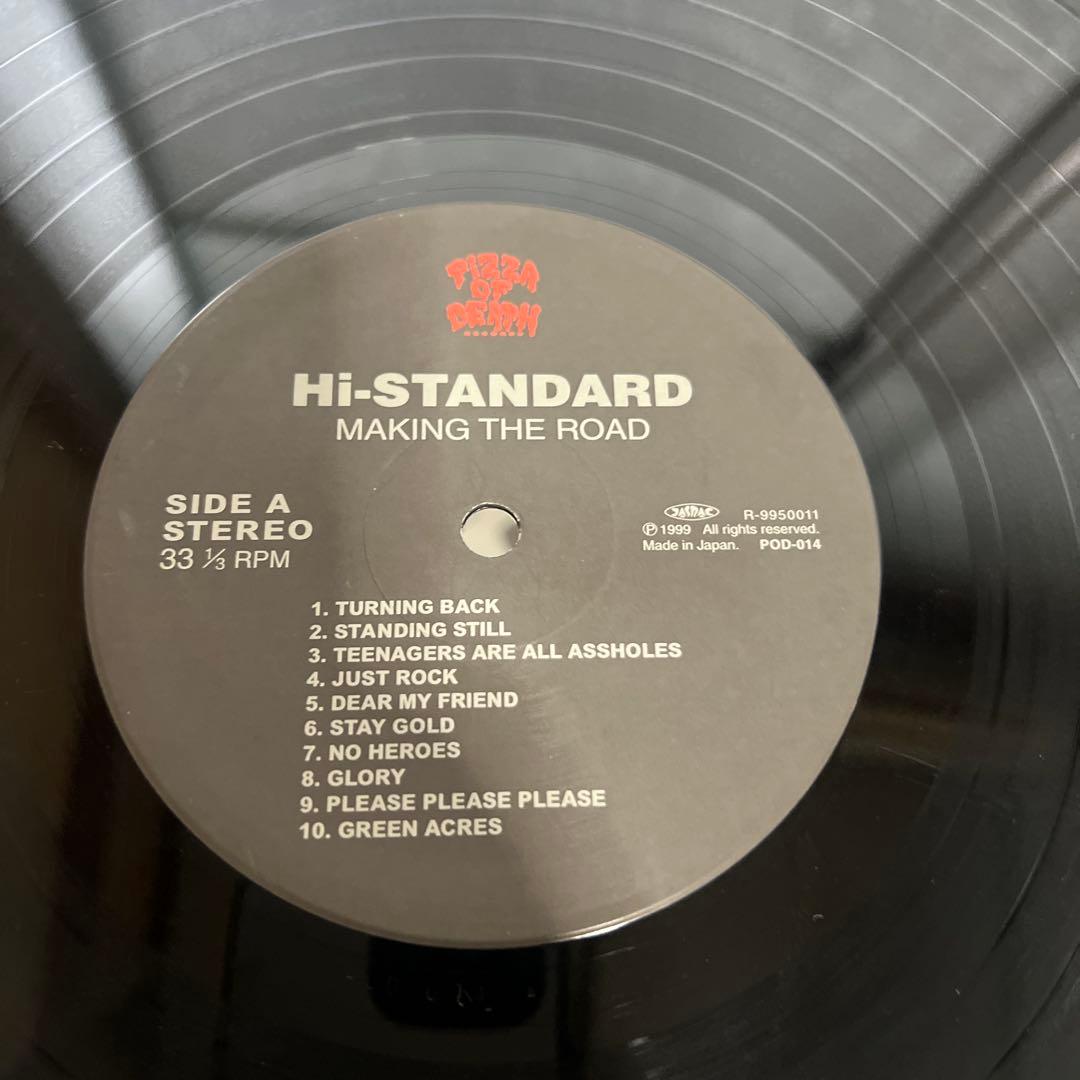 PIZZA
OF
DEATH
Hi-STANDARD
MAKING THE ROAD
SIDE A
STEREO
33 1/3 RPM
JASRAC R-9950011
℗1999 All rights reserved.
Made in Japan. POD-014
1. TURNING BACK
2. STANDING STILL
3. TEENAGERS ARE ALL ASSHOLES
4. JUST ROCK
5. DEAR MY FRIEND
6. STAY GOLD
7. NO HEROES
8. GLORY
9. PLEASE PLEASE PLEASE
10. GREEN ACRES